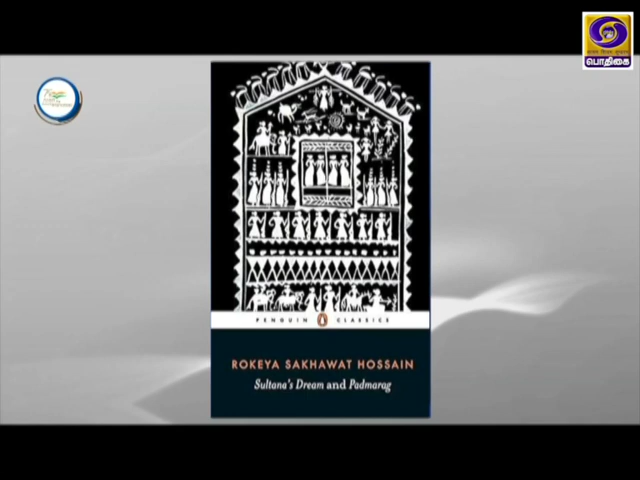 பொதிகை
PENGUIN CLASSICS
ROKEYA SAKHAWAT HOSSAIN
Sultana's Dream and Padmarag